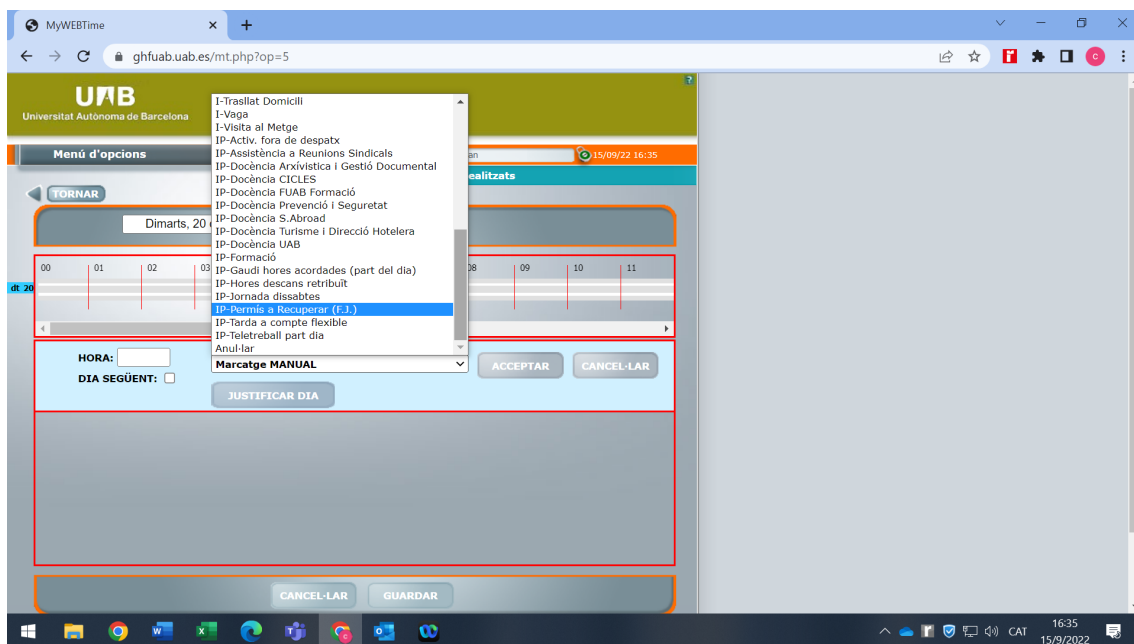 MyWEBTime
ghfuab.uab.es/mt.php?op=5
UAB
Universitat Autònoma de Barcelona
Menú d'opcions
15/09/22 16:35
ealitzats
TORNAR
Dimarts, 20
I-Trasllat Domicili
I-Vaga
I-Visita al Metge
IP-Activ. fora de despatx
IP-Assistència a Reunions Sindicals
IP-Docència Arxívistica i Gestió Documental
IP-Docència CICLES
IP-Docència FUAB Formació
IP-Docència Prevenció i Seguretat
IP-Docència S.Abroad
IP-Docència Turisme i Direcció Hotelera
IP-Docència UAB
IP-Formació
IP-Gaudi hores acordades (part del dia)
IP-Hores descans retribuït
IP-Jornada dissabtes
IP-Permís a Recuperar (F.J.)
IP-Tarda a compte flexible
IP-Teletreball part dia
Anul·lar
00 01 02 03 08 09 10 11
dt 20
HORA:
Marcatge MANUAL
ACCEPTAR
CANCEL·LAR
DIA SEGÜENT:
JUSTIFICAR DIA
CANCEL·LAR
GUARDAR
CAT
16:35
15/9/2022